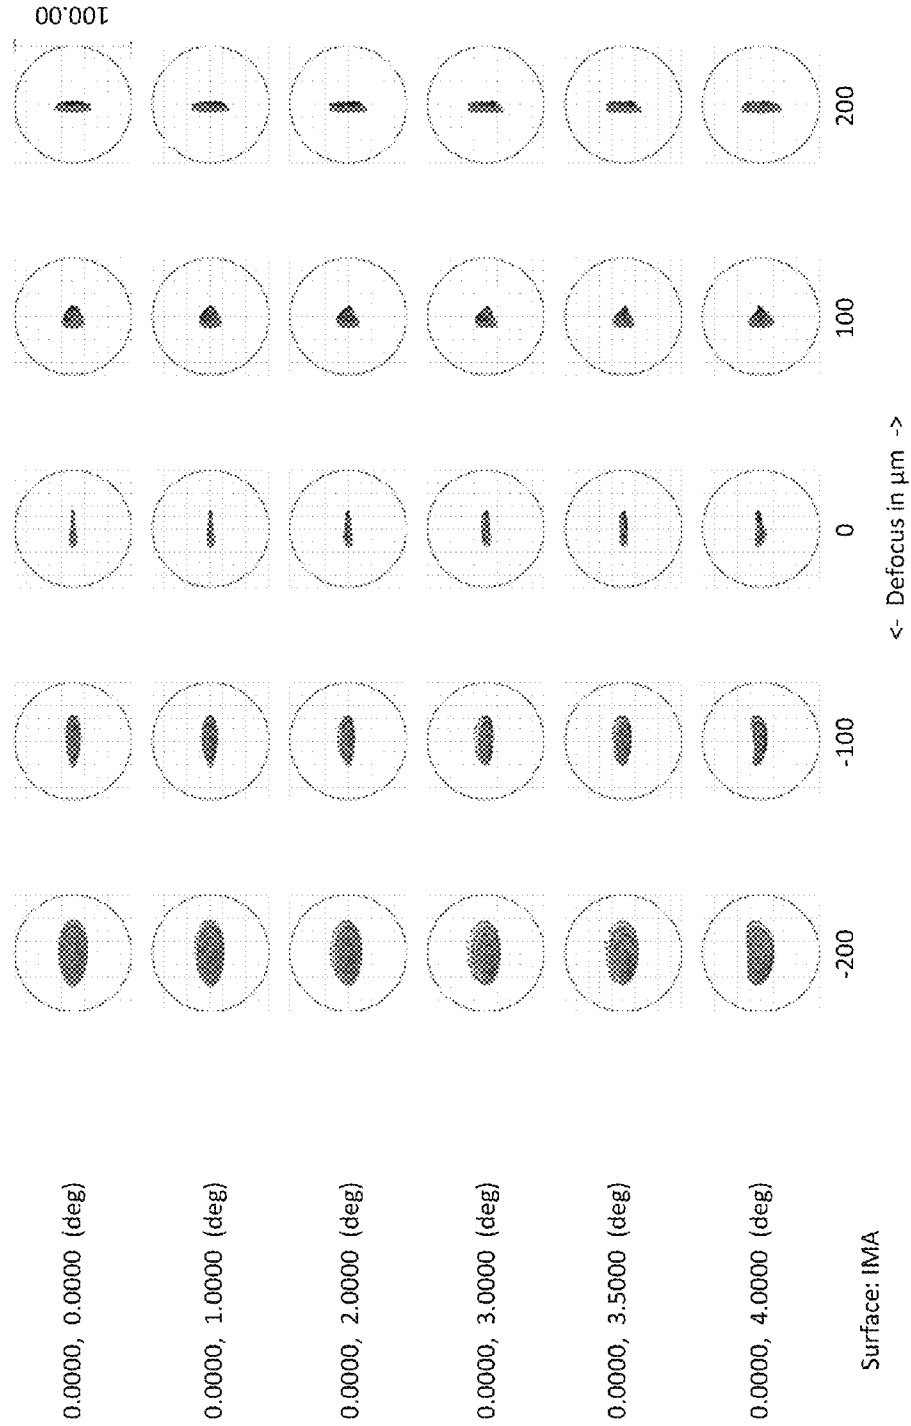 0.0000, 0.0000 (deg)
0.0000, 1.0000 (deg)
0.0000, 2.0000 (deg)
0.0000, 3.0000 (deg)
0.0000, 3.5000 (deg)
0.0000, 4.0000 (deg)
100.00
-200
-100
0
100
200
<- Defocus in μm ->
Surface: IMA